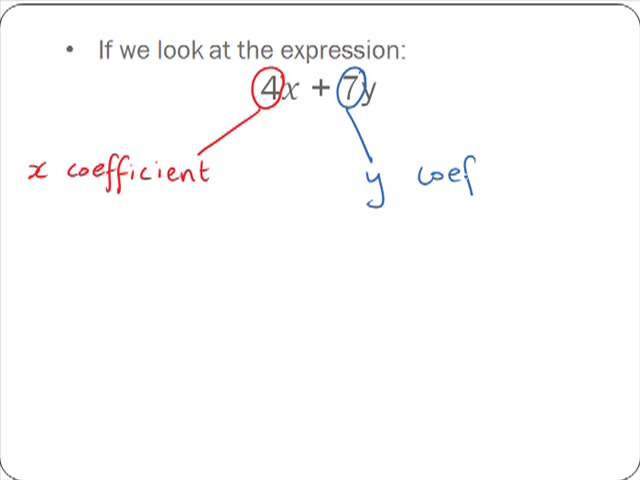 • If we look at the expression:
4x + 7y
x coefficient y coef